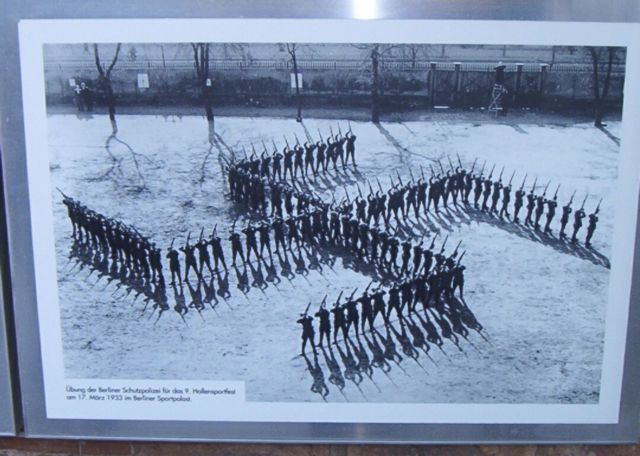 Übung der Berliner Schutzpolizei für das 9. Hallensportfest
am 17. März 1933 im Berliner Sportpalast.